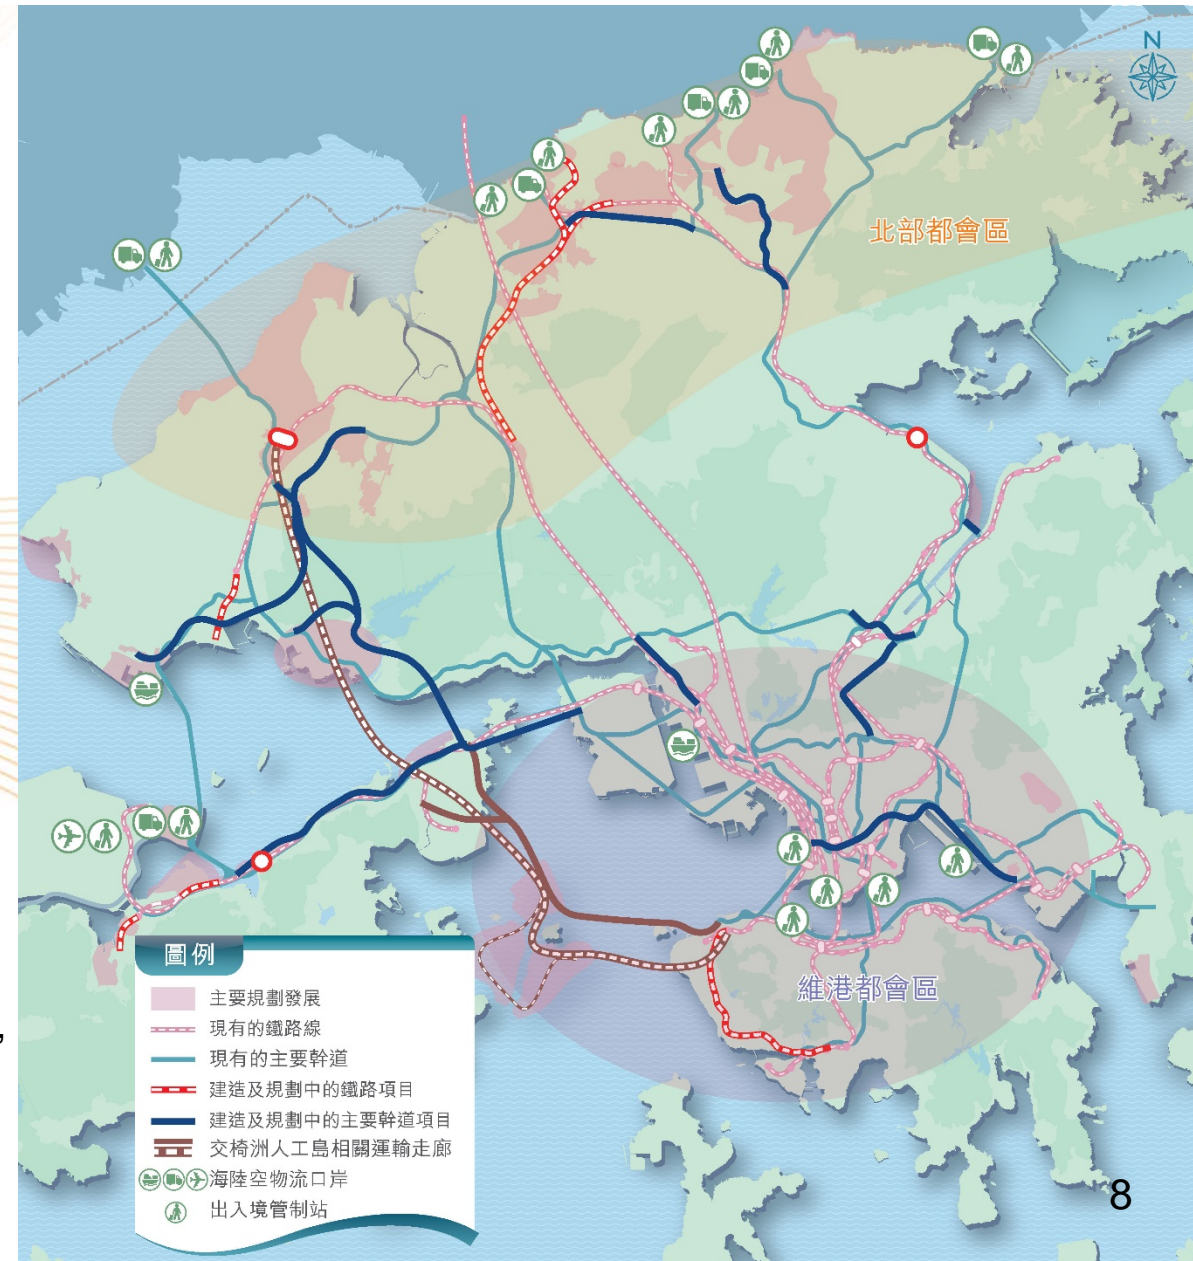 N
北部都會區
維港都會區
圖例
主要規劃發展
現有的鐵路線
現有的主要幹道
建造及規劃中的鐵路項目
建造及規劃中的主要幹道項目
交椅洲人工島相關運輸走廊
海陸空物流口岸
出入境管制站
,
8